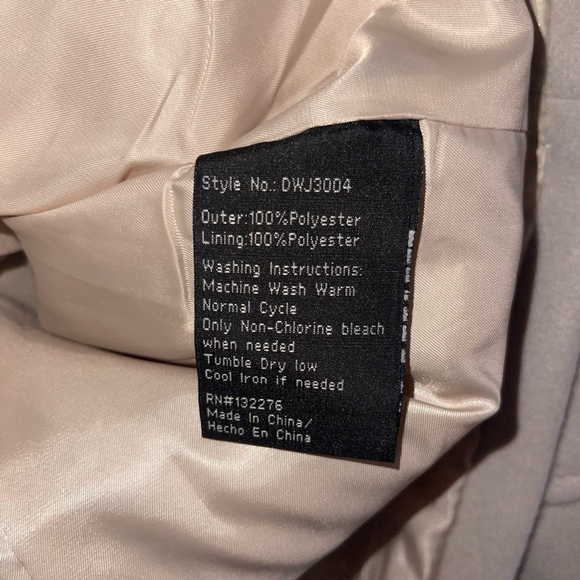 Style No.: DWJ3004
Outer:100%Polyester
Lining:100%Polyester
Washing Instructions:
Machine Wash Warm
Normal Cycle
Only Non-Chlorine bleach
when needed
Tumble Dry low
Cool Iron if needed
RN#132276
Made In China/
Hecho En China